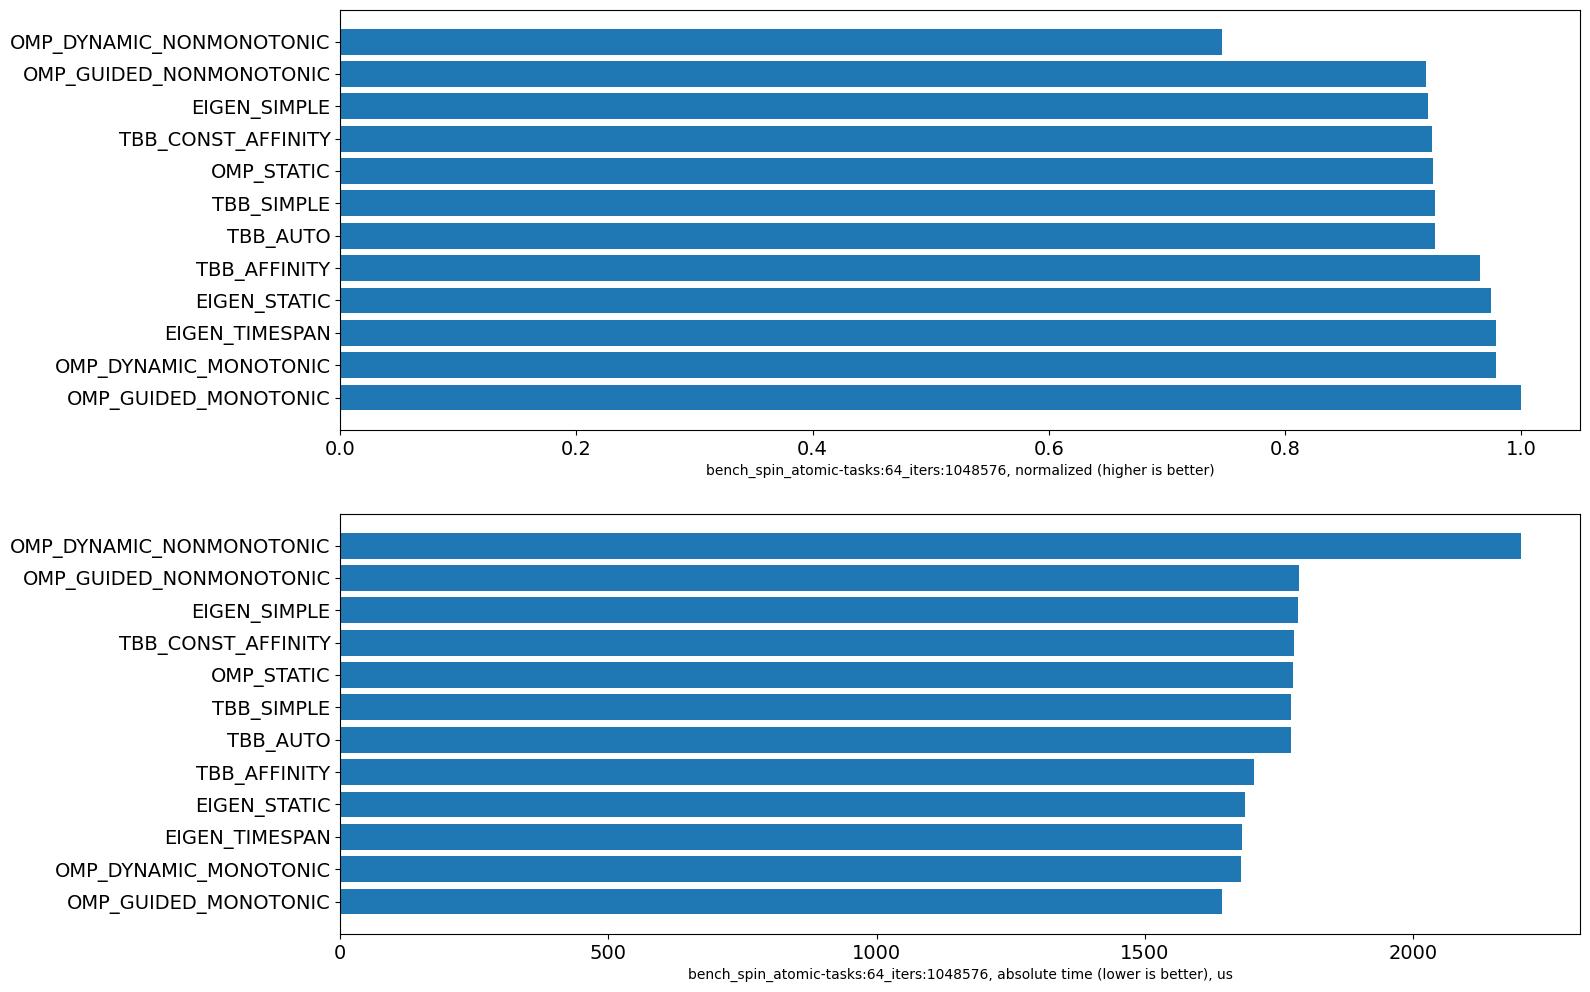 OMP_DYNAMIC_NONMONOTONIC
OMP_GUIDED_NONMONOTONIC
EIGEN_SIMPLE
TBB_CONST_AFFINITY
OMP_STATIC
TBB_SIMPLE
TBB_AUTO
TBB_AFFINITY
EIGEN_STATIC
EIGEN_TIMESPAN
OMP_DYNAMIC_MONOTONIC
OMP_GUIDED_MONOTONIC
0.0 0.2 0.4 0.6 0.8 1.0
bench_spin_atomic-tasks:64_iters:1048576, normalized (higher is better)
OMP_DYNAMIC_NONMONOTONIC
OMP_GUIDED_NONMONOTONIC
EIGEN_SIMPLE
TBB_CONST_AFFINITY
OMP_STATIC
TBB_SIMPLE
TBB_AUTO
TBB_AFFINITY
EIGEN_STATIC
EIGEN_TIMESPAN
OMP_DYNAMIC_MONOTONIC
OMP_GUIDED_MONOTONIC
0 500 1000 1500 2000
bench_spin_atomic-tasks:64_iters:1048576, absolute time (lower is better), us